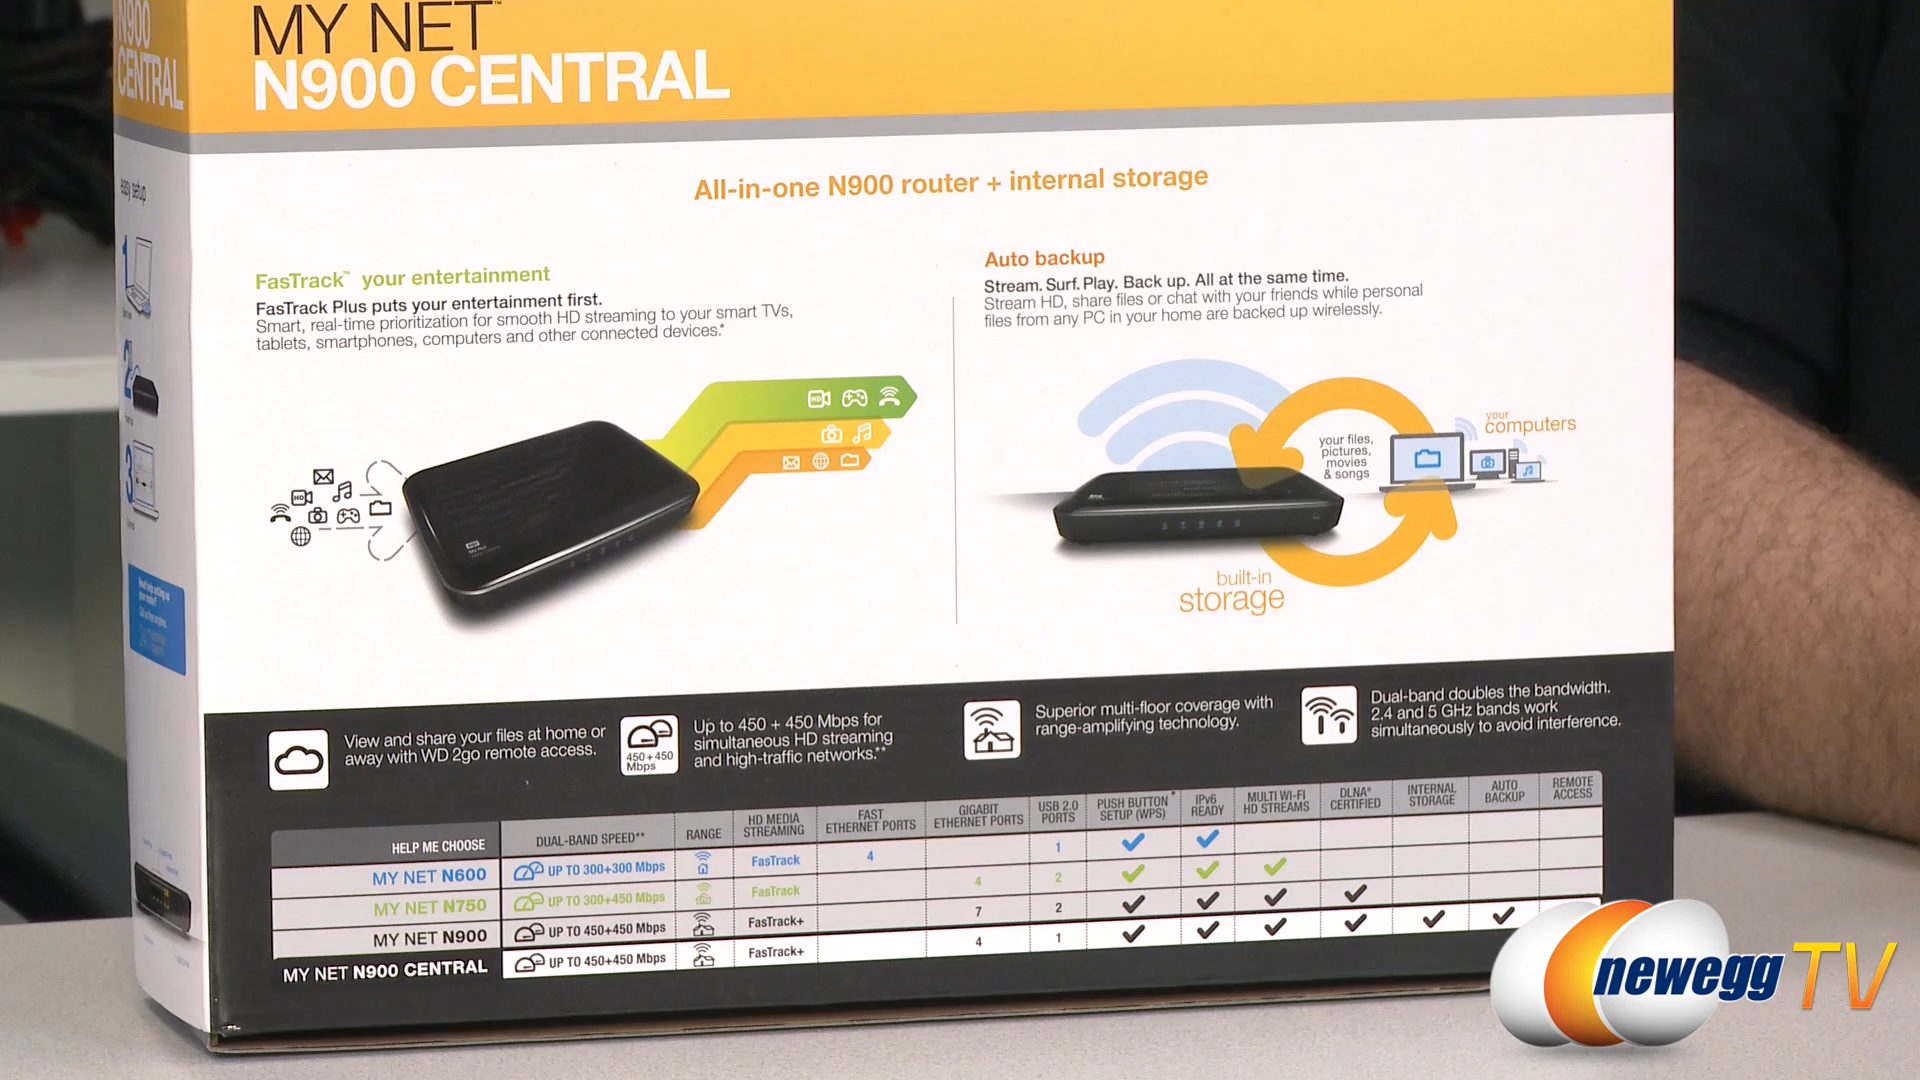 MY NET™
N900 CENTRAL
N900
CENTRAL
easy setup
1
2
3
All-in-one N900 router + internal storage
FasTrack™ your entertainment
FasTrack Plus puts your entertainment first.
Smart, real-time prioritization for smooth HD streaming to your smart TVs,
tablets, smartphones, computers and other connected devices.*
HD
HD
My Net
Auto backup
Stream. Surf. Play. Back up. All at the same time.
Stream HD, share files or chat with your friends while personal
files from any PC in your home are backed up wirelessly.
your files,
pictures,
movies
& songs
your
computers
built-in
storage
View and share your files at home or
away with WD 2go remote access.
450+450
Mbps
Up to 450 + 450 Mbps for
simultaneous HD streaming
and high-traffic networks.**
Superior multi-floor coverage with
range-amplifying technology.
Dual-band doubles the bandwidth.
2.4 and 5 GHz bands work
simultaneously to avoid interference.
HELP ME CHOOSE DUAL-BAND SPEED** RANGE HD MEDIA STREAMING FAST ETHERNET PORTS GIGABIT ETHERNET PORTS USB 2.0 PORTS PUSH BUTTON SETUP (WPS)* IPv6 READY MULTI WI-FI HD STREAMS DLNA® CERTIFIED INTERNAL STORAGE AUTO BACKUP REMOTE ACCESS
MY NET N600 UP TO 300+300 Mbps FasTrack 4 1 ✔ ✔
MY NET N750 UP TO 300+450 Mbps FasTrack 4 2 ✔ ✔ ✔
MY NET N900 UP TO 450+450 Mbps FasTrack+ 7 2 ✔ ✔ ✔ ✔
MY NET N900 CENTRAL UP TO 450+450 Mbps FasTrack+ 4 1 ✔ ✔ ✔ ✔ ✔ ✔
newegg TV